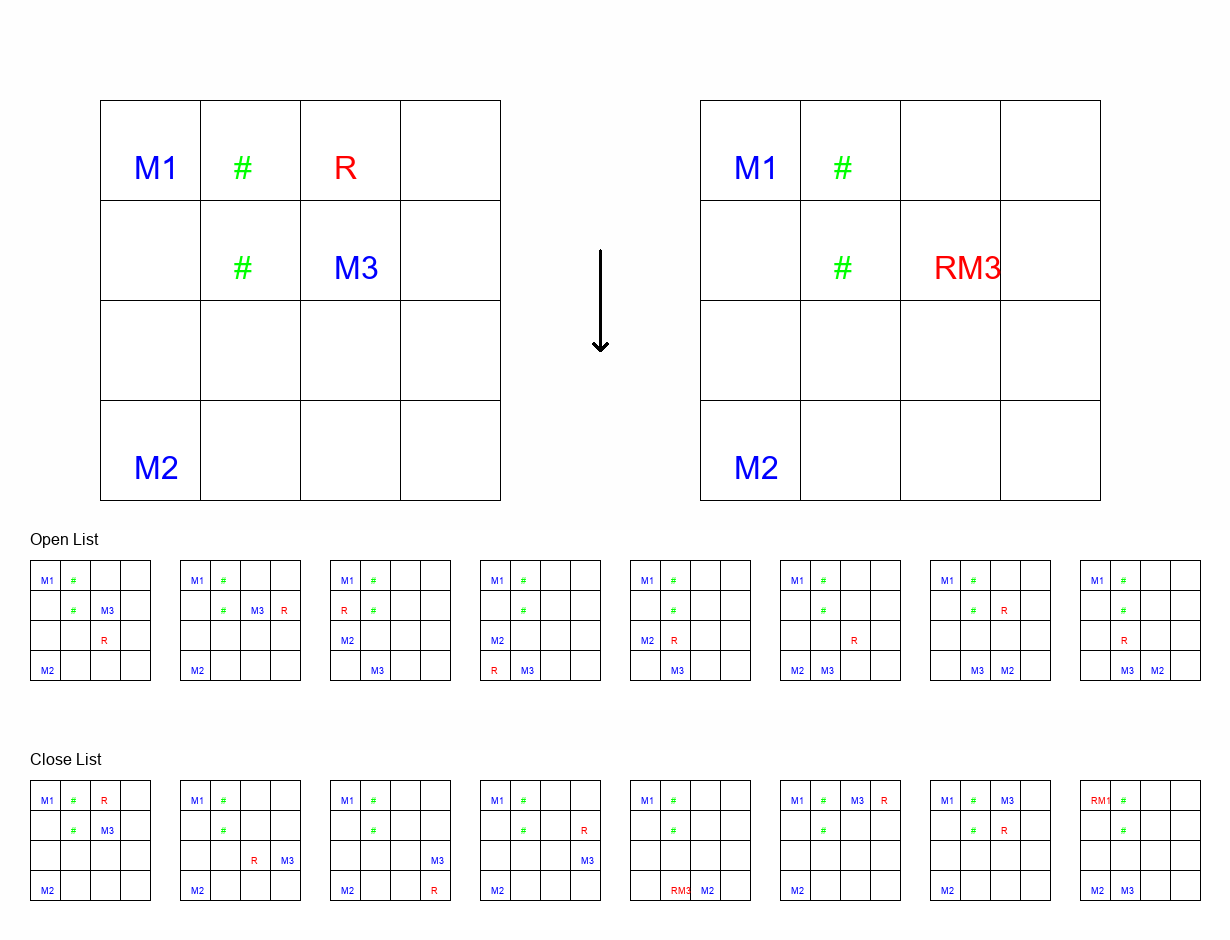 M1 # R M1 #
# M3 # RM3
M2 M2
Open List
M1 # M1 # M1 # M1 # M1 # M1 # M1 # M1 #
# M3 # M3 R R # # # # # R #
R M2 M2 M2 R R R
M2 M2 M3 R M3 M3 M2 M3 M3 M2 M3 M2
Close List
M1 # R M1 # M1 # M1 # M1 # M1 # M3 R M1 # M3 RM1 #
# M3 # # # R # # # R #
R M3 M3 M3
M2 M2 M2 R M2 RM3 M2 M2 M2 M2 M3